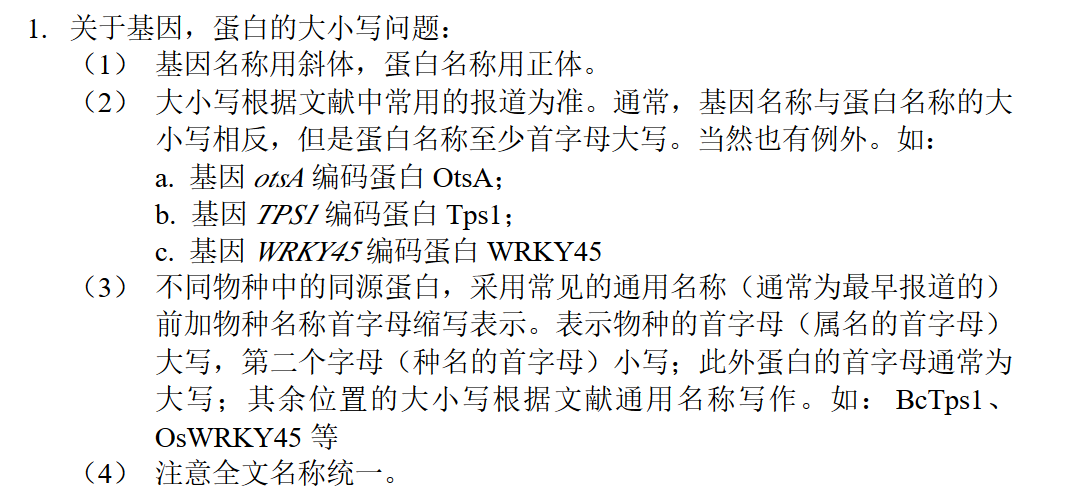 1. 关于基因，蛋白的大小写问题：
（1） 基因名称用斜体，蛋白名称用正体。
（2） 大小写根据文献中常用的报道为准。通常，基因名称与蛋白名称的大
小写相反，但是蛋白名称至少首字母大写。当然也有例外。如：
a. 基因 otsA 编码蛋白 OtsA；
b. 基因 TPS1 编码蛋白 Tps1；
c. 基因 WRKY45 编码蛋白 WRKY45
（3） 不同物种中的同源蛋白，采用常见的通用名称（通常为最早报道的）
前加物种名称首字母缩写表示。表示物种的首字母（属名的首字母）
大写，第二个字母（种名的首字母）小写；此外蛋白的首字母通常为
大写；其余位置的大小写根据文献通用名称写作。如： BcTps1、
OsWRKY45 等
（4） 注意全文名称统一。